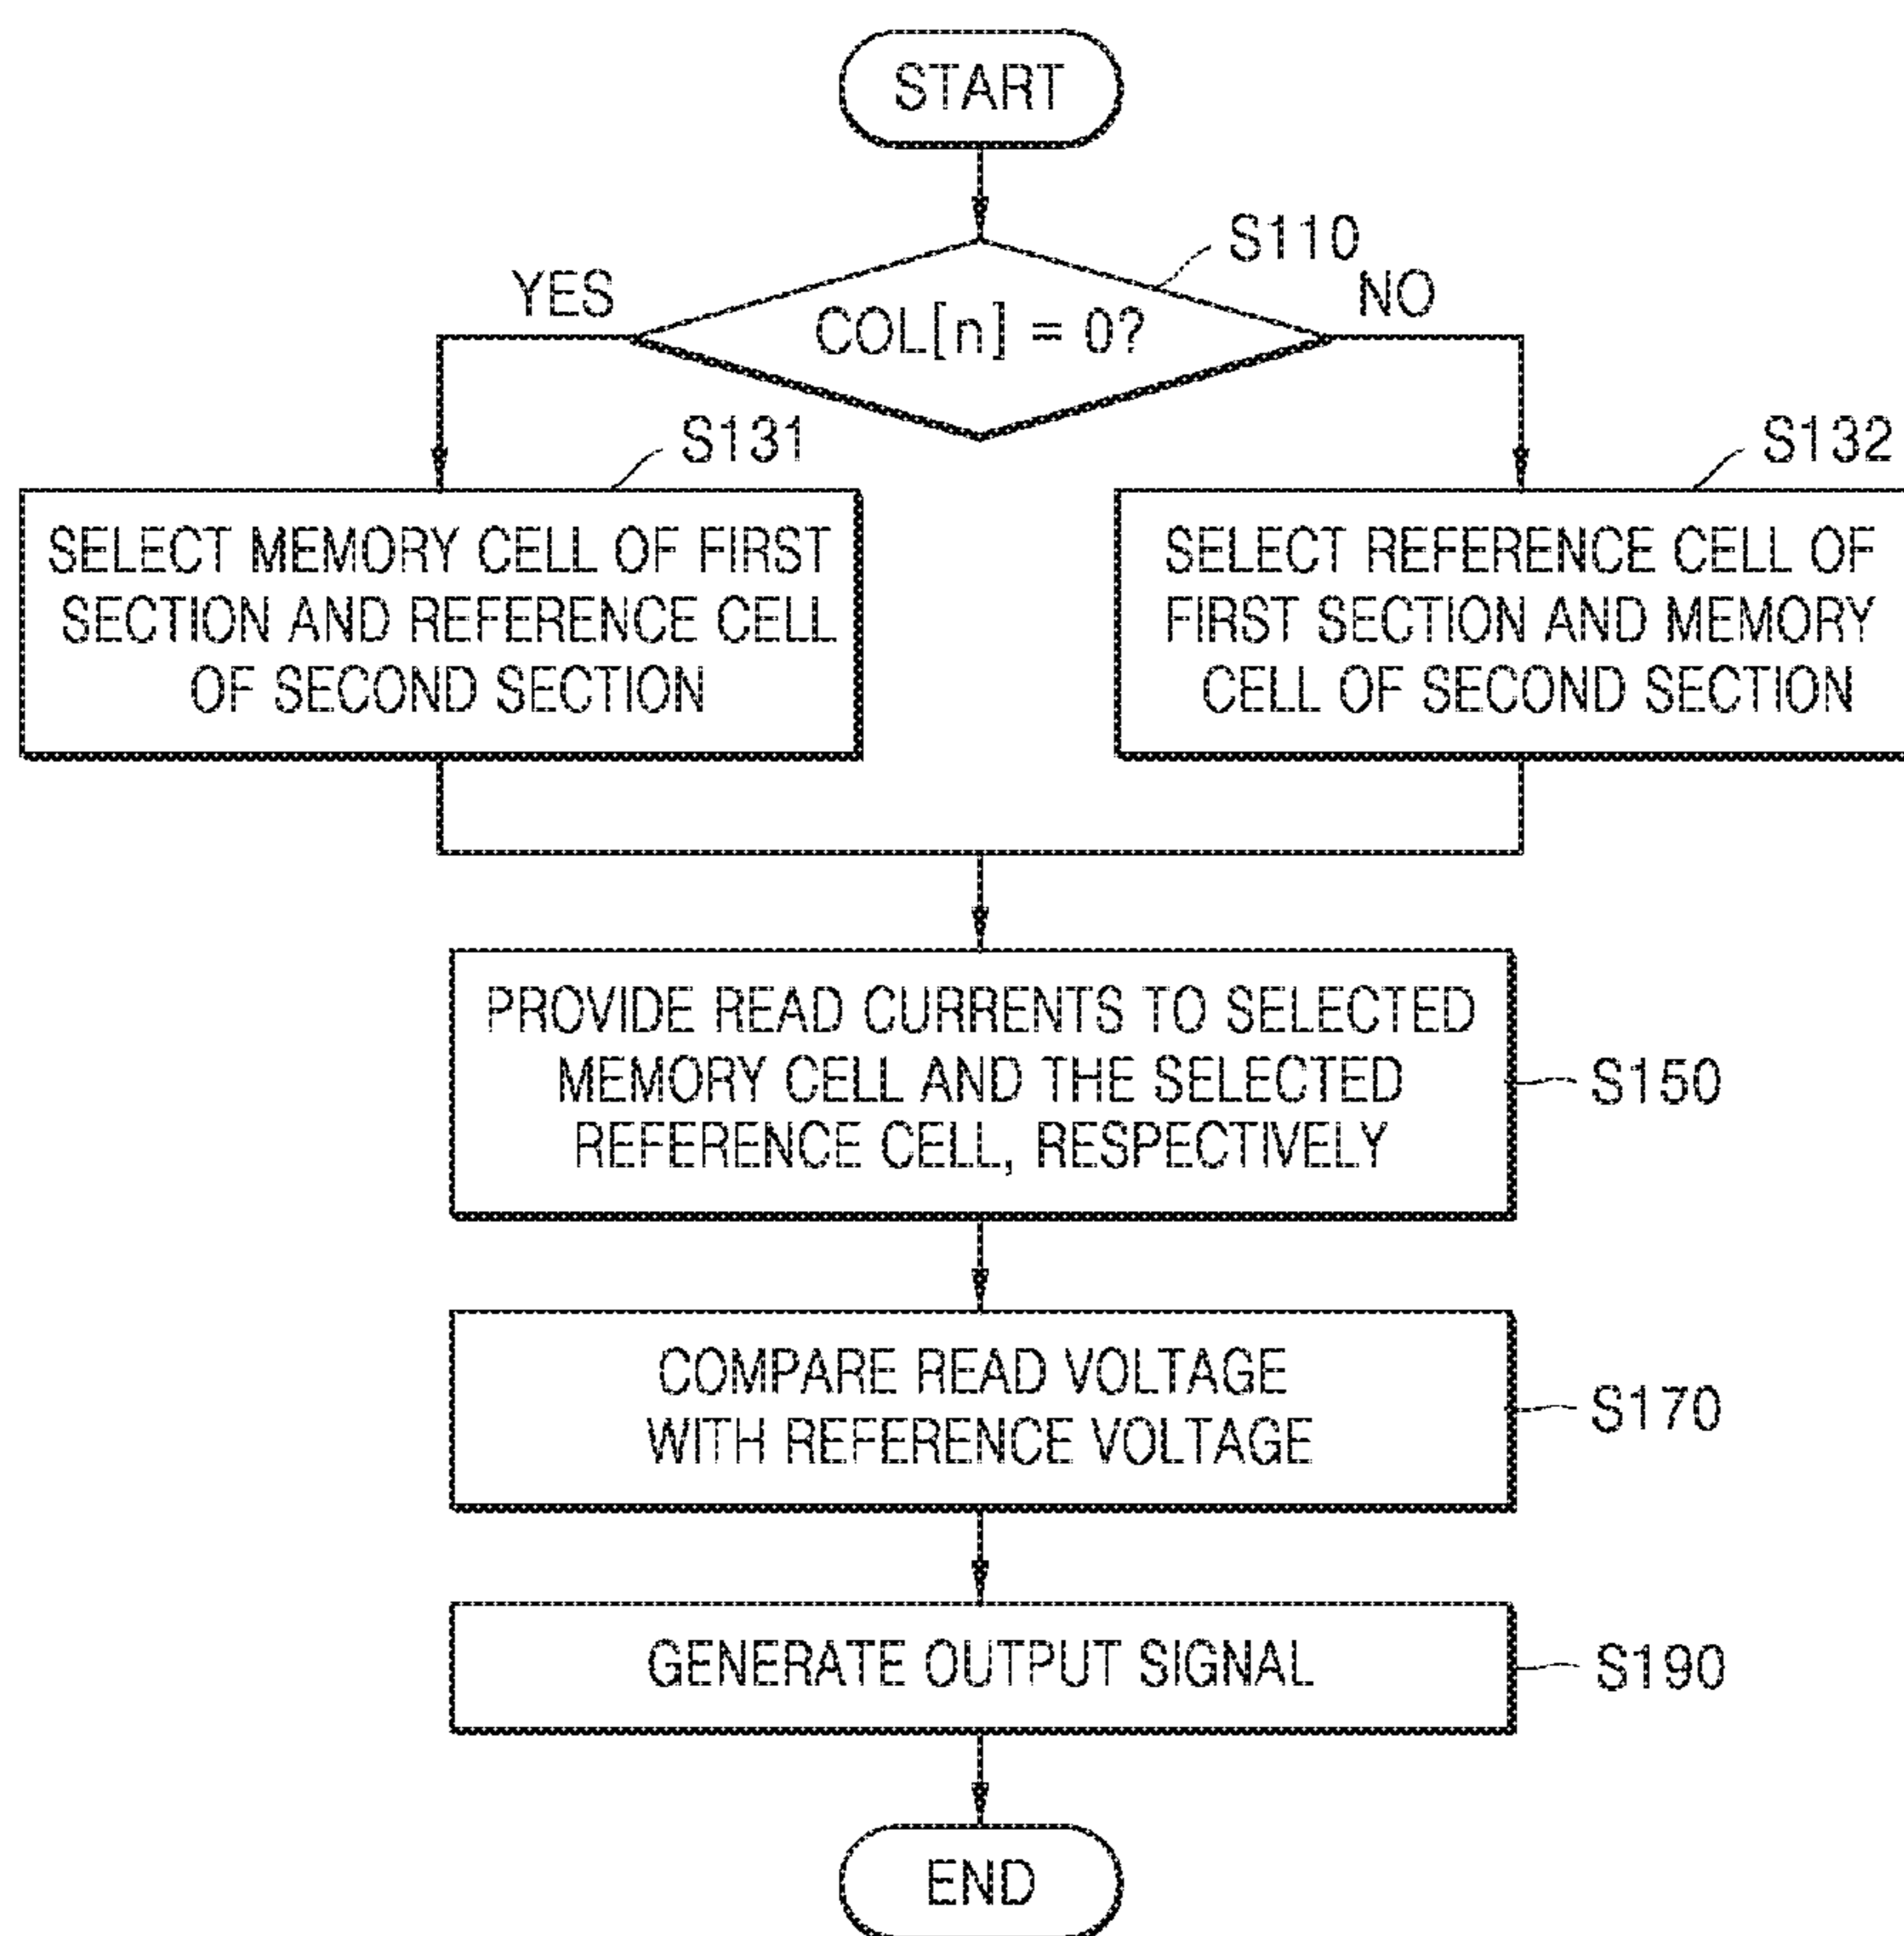 START
S110
YES
COL[n] = 0?
NO
S131
SELECT MEMORY CELL OF FIRST
SECTION AND REFERENCE CELL
OF SECOND SECTION
S132
SELECT REFERENCE CELL OF
FIRST SECTION AND MEMORY
CELL OF SECOND SECTION
PROVIDE READ CURRENTS TO SELECTED
MEMORY CELL AND THE SELECTED
REFERENCE CELL, RESPECTIVELY
S150
COMPARE READ VOLTAGE
WITH REFERENCE VOLTAGE
S170
GENERATE OUTPUT SIGNAL
S190
END